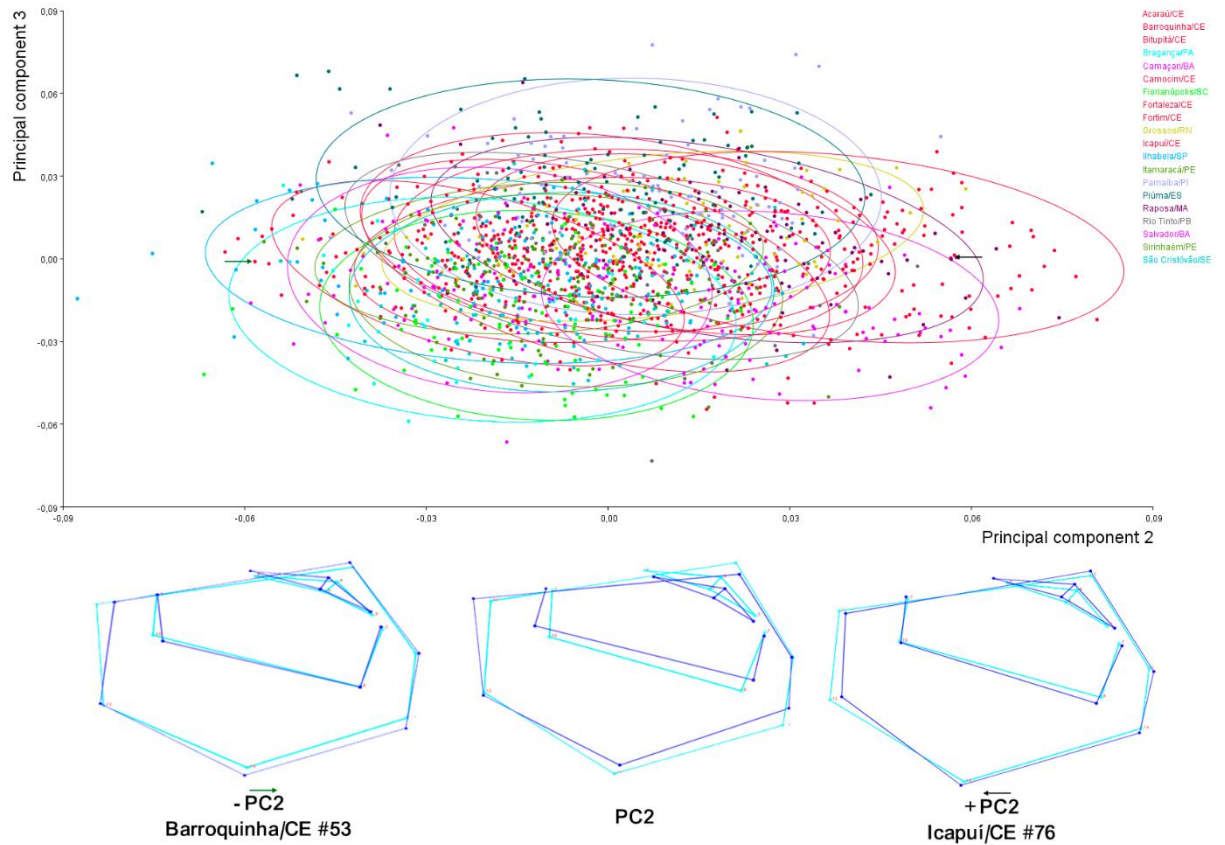 0,09
0,06
0,03
0,00
-0,03
-0,06
-0,09
Principal component 3
-0,09
-0,06
-0,03
0,00
0,03
0,06
0,09
Principal component 2
Acaraú/CE
Barroquinha/CE
Bitupitá/CE
Bragança/PA
Camaçari/BA
Camocim/CE
Florianópolis/SC
Fortaleza/CE
Fortim/CE
Grossos/RN
Icapuí/CE
Ilhabela/SP
Itamaracá/PE
Parnaíba/PI
Piúma/ES
Raposa/MA
Rio Tinto/PB
Salvador/BA
Sirinhaém/PE
São Cristóvão/SE
- PC2
Barroquinha/CE #53
PC2
+ PC2
Icapuí/CE #76